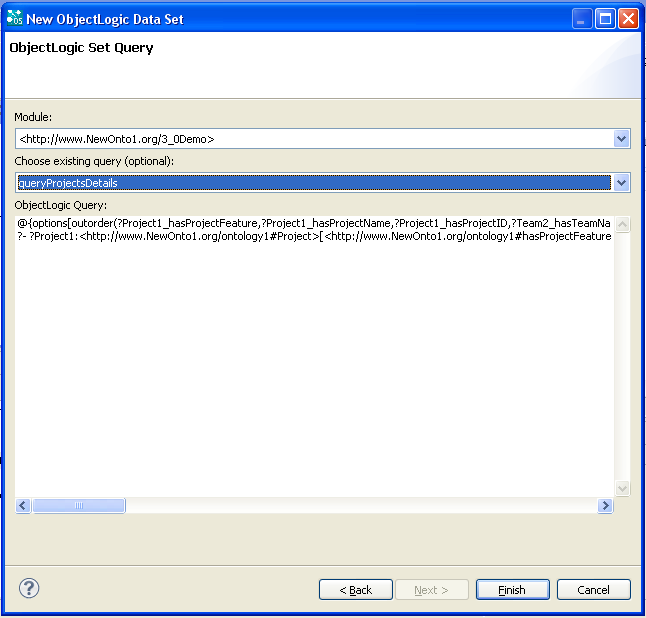 New ObjectLogic Data Set
ObjectLogic Set Query
Module:
<http://www.NewOnto1.org/3_0Demo>
Choose existing query (optional):
queryProjectsDetails
ObjectLogic Query:
@{options[outorder(?Project1_hasProjectFeature,?Project1_hasProjectName,?Project1_hasProjectID,?Team2_hasTeamNa
?- ?Project1:<http://www.NewOnto1.org/ontology1#Project>[<http://www.NewOnto1.org/ontology1#hasProjectFeature
?
< Back
Next >
Finish
Cancel